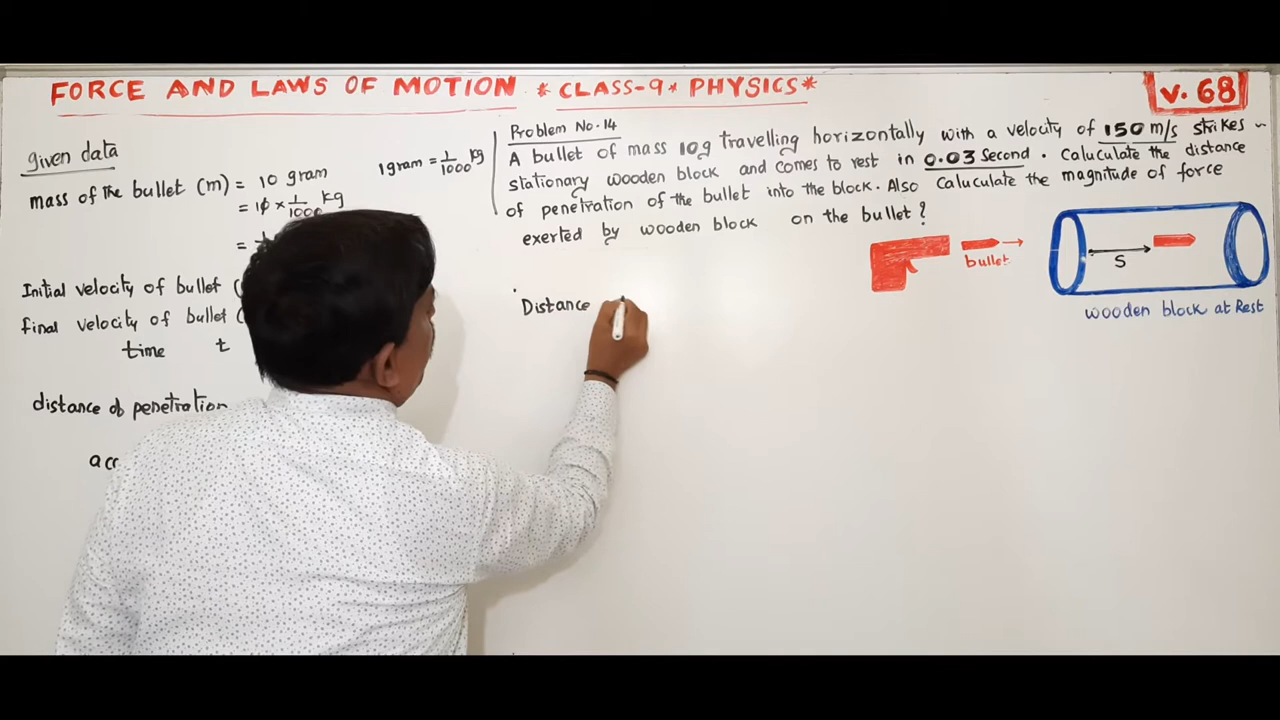 FORCE AND LAWS OF MOTION * CLASS-9 * PHYSICS *
V. 68
given data
mass of the bullet (m) = 10 gram
= 10 × 1/1000 kg
=
1 gram = 1/1000 kg
Initial velocity of bullet (
final velocity of bullet (
time t
distance of penetration
acc
Problem No. 14
A bullet of mass 10g travelling horizontally with a velocity of 150 m/s strikes -
stationary wooden block and comes to rest in 0.03 Second. Caluculate the distance
of penetration of the bullet into the block. Also Caluculate the magnitude of force
exerted by wooden block on the bullet?
Distance
bullet
S
wooden block at Rest